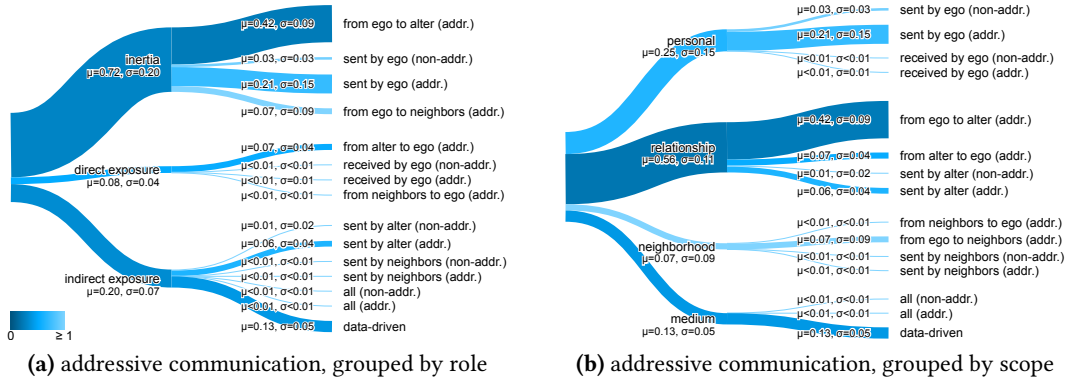 μ=0.42, σ=0.09 from ego to alter (addr.)
inertia
μ=0.72, σ=0.20
μ=0.03, σ=0.03 sent by ego (non-addr.)
μ=0.21, σ=0.15 sent by ego (addr.)
μ=0.07, σ=0.09 from ego to neighbors (addr.)
μ=0.07, σ=0.04 from alter to ego (addr.)
direct exposure
μ=0.08, σ=0.04
μ<0.01, σ<0.01 received by ego (non-addr.)
μ<0.01, σ<0.01 received by ego (addr.)
μ<0.01, σ<0.01 from neighbors to ego (addr.)
μ=0.01, σ=0.02 sent by alter (non-addr.)
μ=0.06, σ=0.04 sent by alter (addr.)
μ<0.01, σ<0.01 sent by neighbors (non-addr.)
indirect exposure
μ=0.20, σ=0.07
μ<0.01, σ<0.01 sent by neighbors (addr.)
μ<0.01, σ<0.01 all (non-addr.)
μ<0.01, σ<0.01 all (addr.)
μ=0.13, σ=0.05 data-driven
0 ≥ 1
(a) addressive communication, grouped by role
μ=0.03, σ=0.03 sent by ego (non-addr.)
personal
μ=0.25, σ=0.15
μ=0.21, σ=0.15 sent by ego (addr.)
μ<0.01, σ<0.01 received by ego (non-addr.)
μ<0.01, σ<0.01 received by ego (addr.)
μ=0.42, σ=0.09 from ego to alter (addr.)
relationship
μ=0.56, σ=0.11
μ=0.07, σ=0.04 from alter to ego (addr.)
μ=0.01, σ=0.02 sent by alter (non-addr.)
μ=0.06, σ=0.04 sent by alter (addr.)
μ<0.01, σ<0.01 from neighbors to ego (addr.)
neighborhood
μ=0.07, σ=0.09
μ=0.07, σ=0.09 from ego to neighbors (addr.)
μ<0.01, σ<0.01 sent by neighbors (non-addr.)
μ<0.01, σ<0.01 sent by neighbors (addr.)
μ<0.01, σ<0.01 all (non-addr.)
μ<0.01, σ<0.01 all (addr.)
medium
μ=0.13, σ=0.05
μ=0.13, σ=0.05 data-driven
(b) addressive communication, grouped by scope